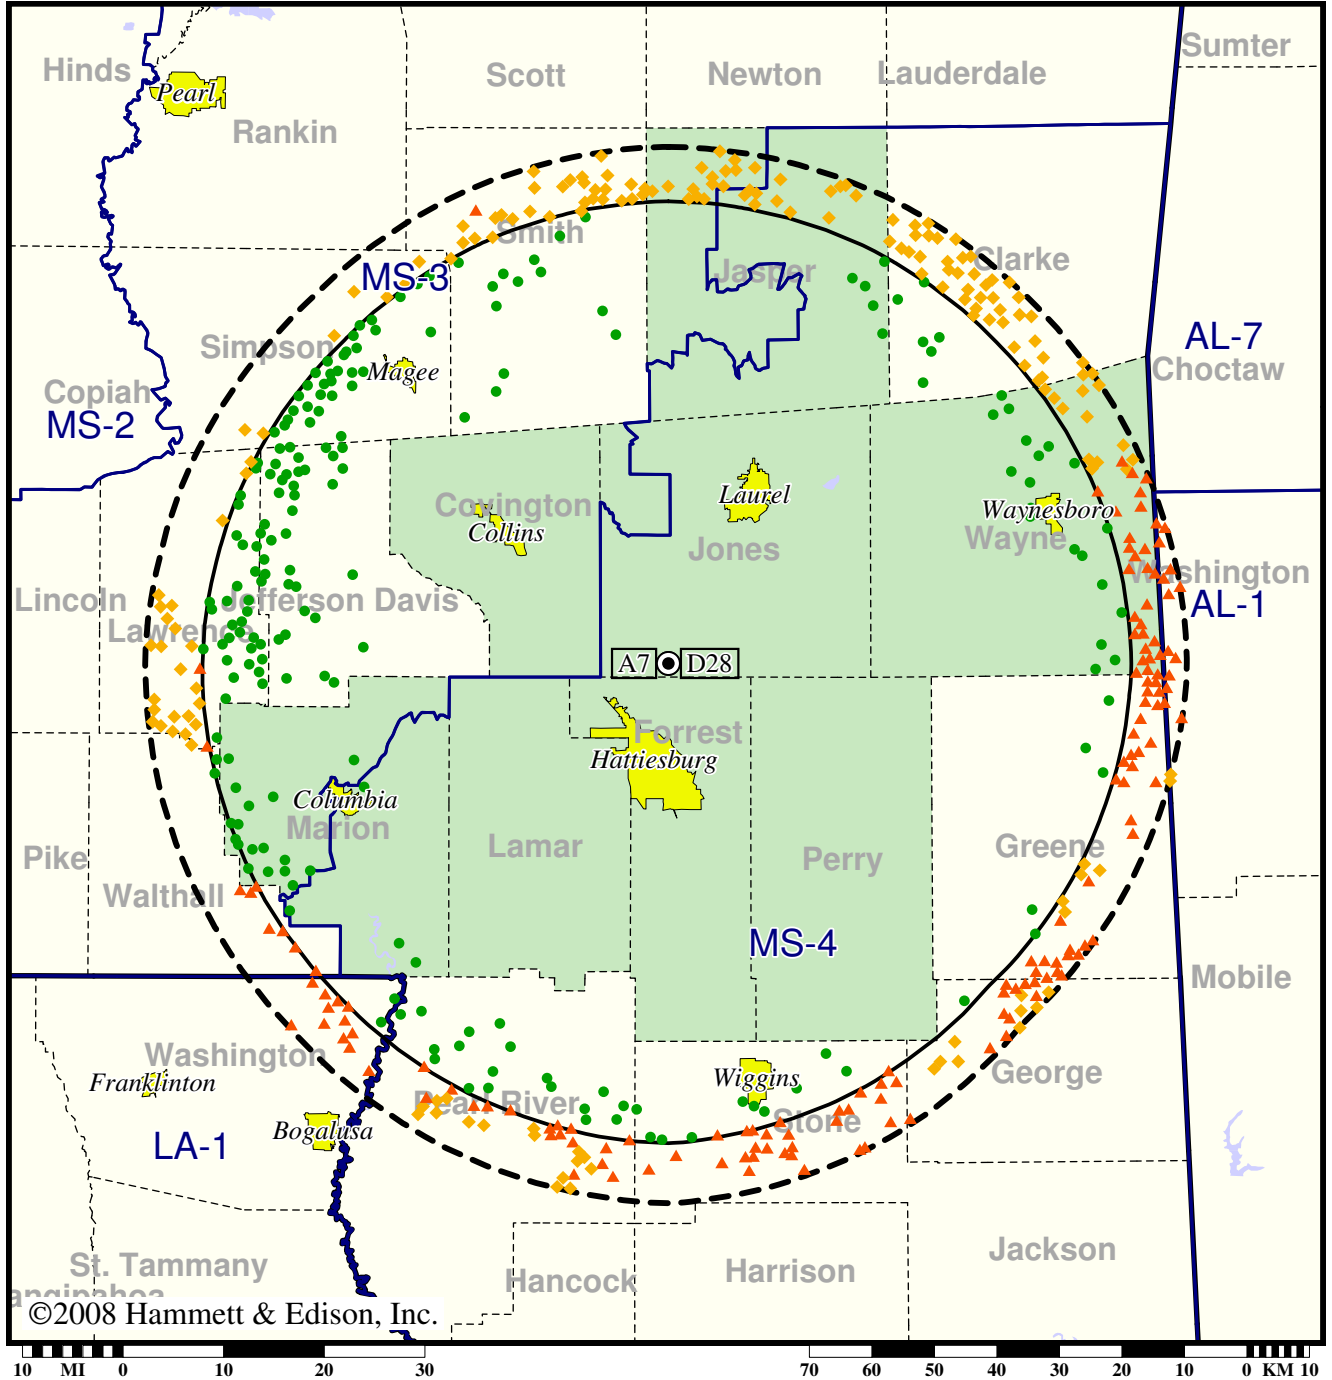 Sumter
Hinds
Scott
Newton
Lauderdale
Pearl
Rankin
Smith
Clarke
MS-3
Jasper
AL-7
Simpson
Choctaw
Magee
Copiah
MS-2
Laurel
Covington
Collins
Waynesboro
Wayne
Jones
Washington
Lincoln
Jefferson Davis
AL-1
Lawrence
A7
D28
Forrest
Hattiesburg
Columbia
Marion
Lamar
Greene
Pike
Perry
Walthall
MS-4
Mobile
Washington
George
Franklinton
Wiggins
Pearl River
Stone
Bogalusa
LA-1
Jackson
St. Tammany
Harrison
Hancock
©2008 Hammett & Edison, Inc.
10 MI 0 10 20 30
70 60 50 40 30 20 10 0 KM 10